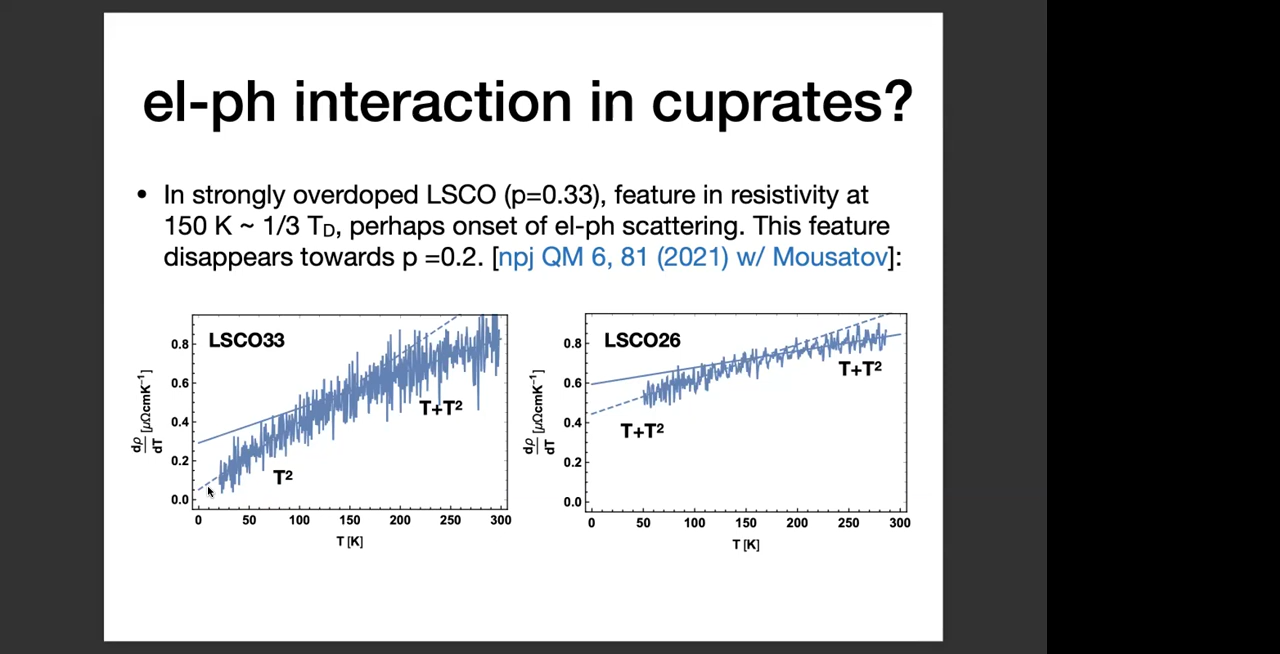 el-ph interaction in cuprates?
• In strongly overdoped LSCO (p=0.33), feature in resistivity at
150 K ~ 1/3 T_D, perhaps onset of el-ph scattering. This feature
disappears towards p =0.2. [npj QM 6, 81 (2021) w/ Mousatov]:
LSCO33
0.8
0.6
0.4
0.2
0.0
dρ/dT [μΩcmK⁻¹]
T+T²
T²
0 50 100 150 200 250 300
T [K]
LSCO26
0.8
0.6
0.4
0.2
0.0
dρ/dT [μΩcmK⁻¹]
T+T²
T+T²
0 50 100 150 200 250 300
T [K]